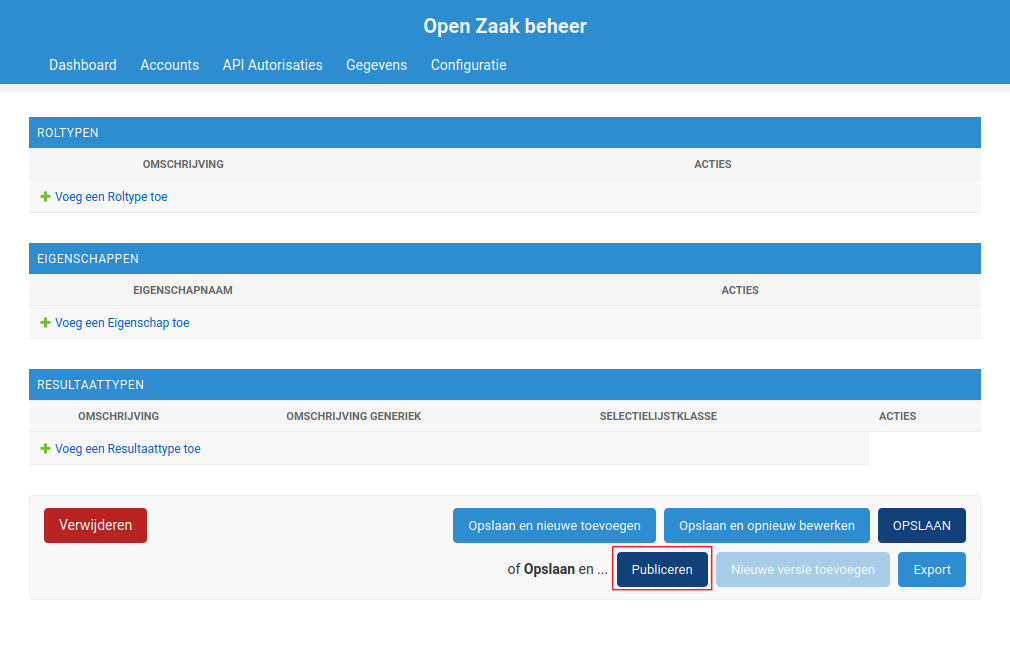 Open Zaak beheer
Dashboard Accounts API Autorisaties Gegevens Configuratie
ROLTYPEN
OMSCHRIJVING ACTIES
Voeg een Roltype toe
EIGENSCHAPPEN
EIGENSCHAPNAAM ACTIES
Voeg een Eigenschap toe
RESULTAATTYPEN
OMSCHRIJVING OMSCHRIJVING GENERIEK SELECTIELIJSTKLASSE ACTIES
Voeg een Resultaattype toe
Verwijderen Opslaan en nieuwe toevoegen Opslaan en opnieuw bewerken OPSLAAN
of Opslaan en ... Publiceren Nieuwe versie toevoegen Export